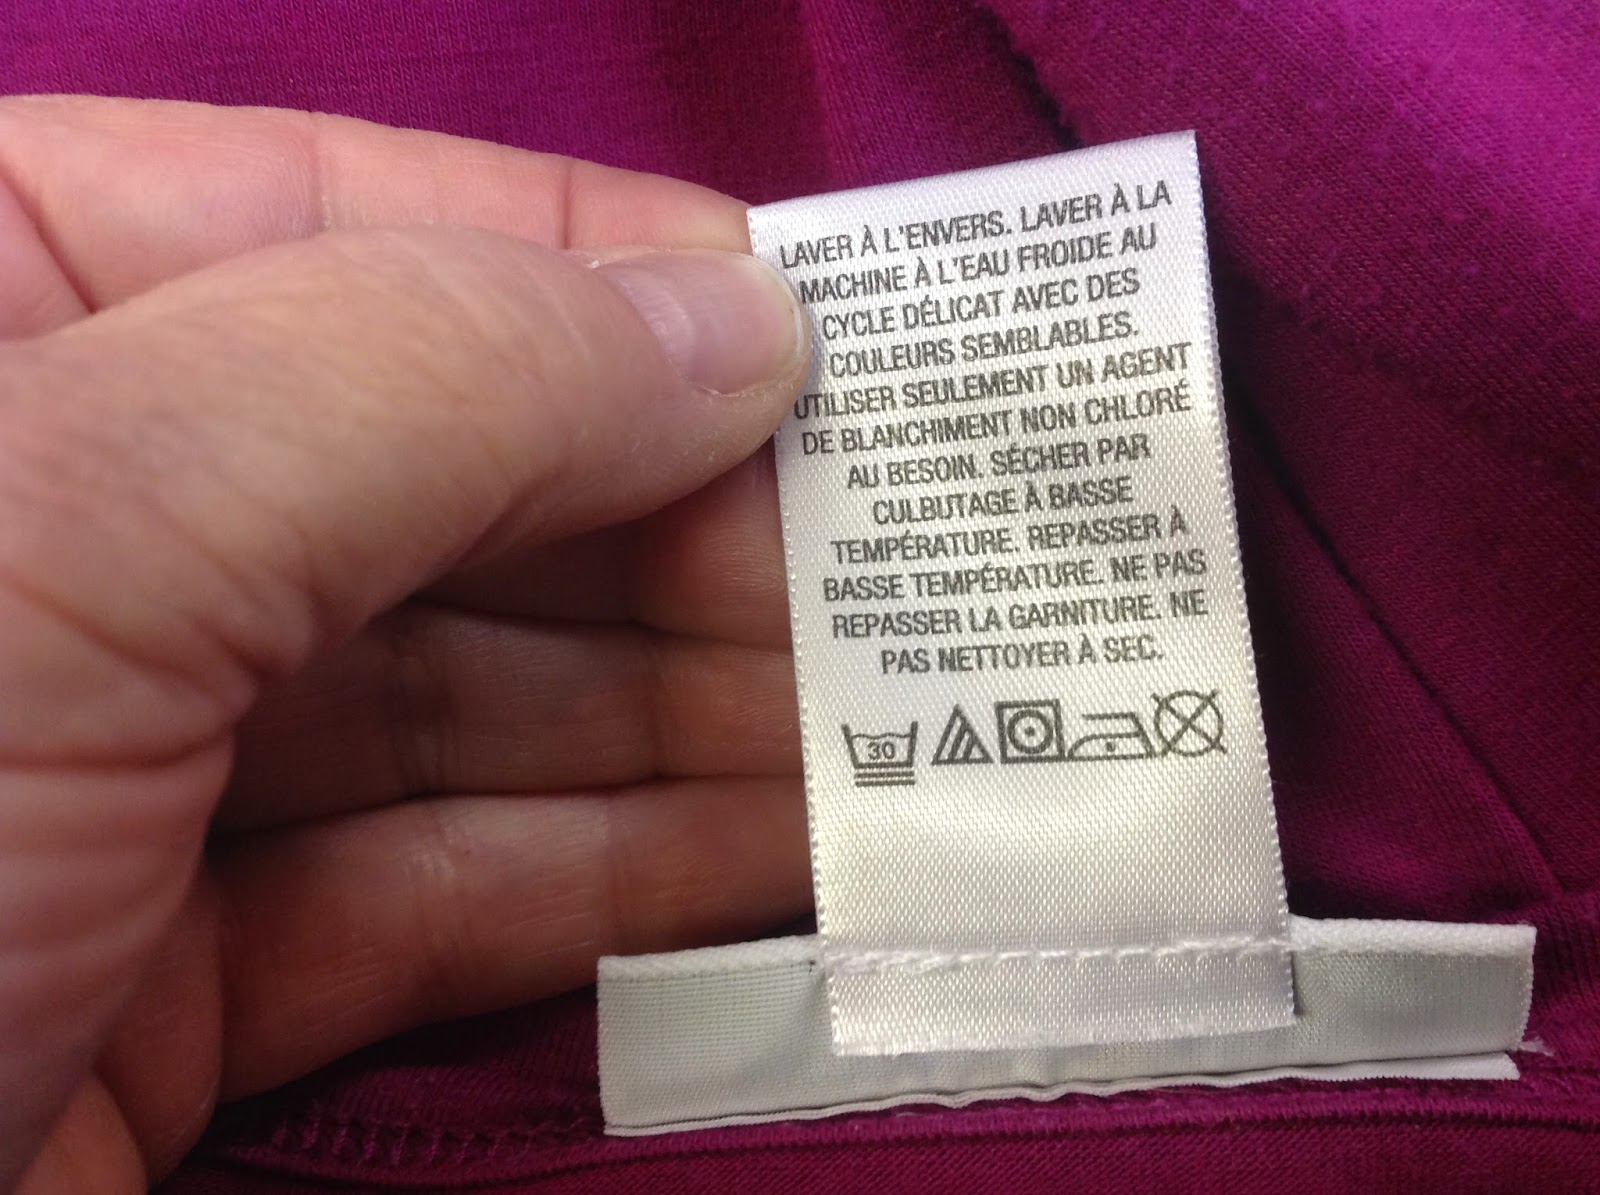 LAVER À L'ENVERS. LAVER À LA
MACHINE À L'EAU FROIDE AU
CYCLE DÉLICAT AVEC DES
COULEURS SEMBLABLES.
UTILISER SEULEMENT UN AGENT
DE BLANCHIMENT NON CHLORÉ
AU BESOIN. SÉCHER PAR
CULBUTAGE À BASSE
TEMPÉRATURE. REPASSER À
BASSE TEMPÉRATURE. NE PAS
REPASSER LA GARNITURE. NE
PAS NETTOYER À SEC.
30